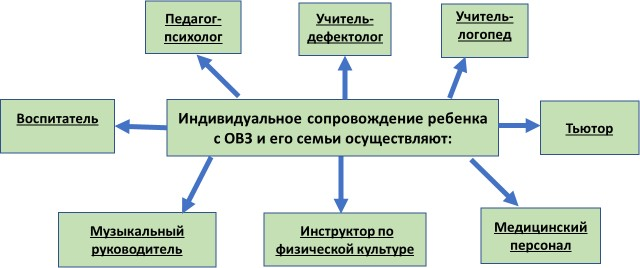 Педагог-
психолог
Учитель-
дефектолог
Учитель-
логопед
Воспитатель
Индивидуальное сопровождение ребенка
с ОВЗ и его семьи осуществляют:
Тьютор
Музыкальный
руководитель
Инструктор по
физической культуре
Медицинский
персонал